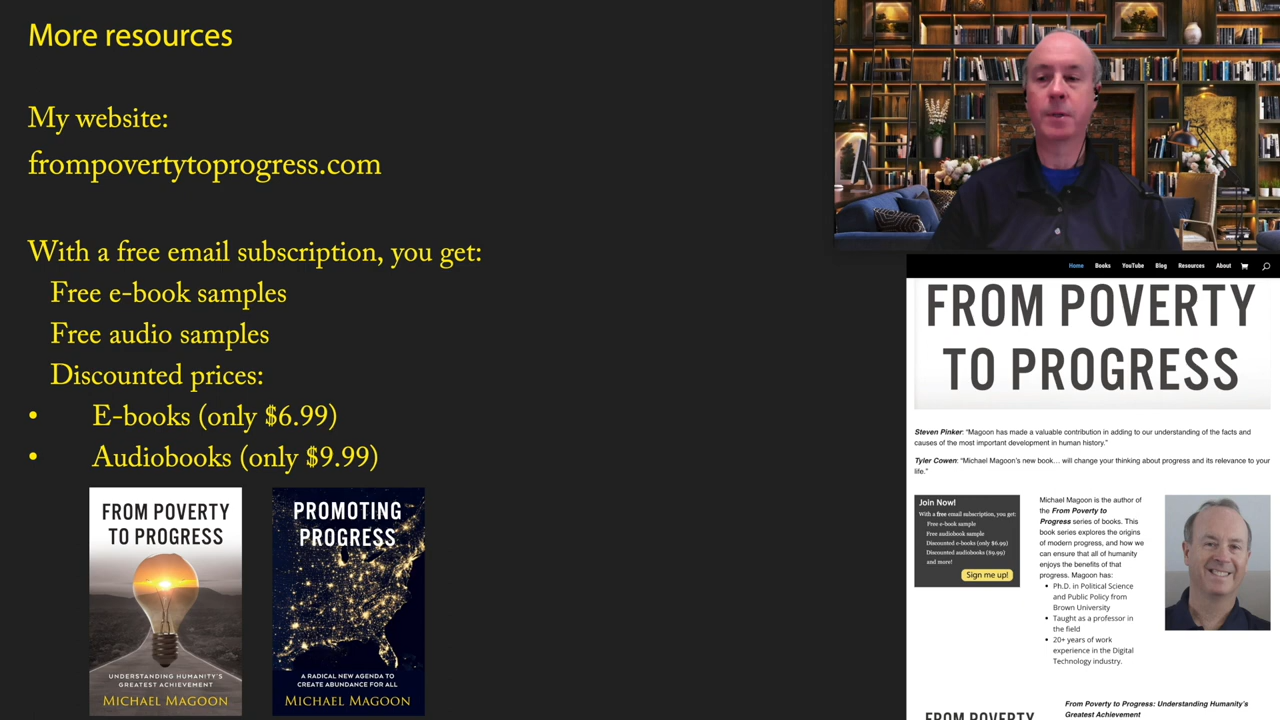 More resources
My website:
frompovertytoprogress.com
With a free email subscription, you get:
Free e-book samples
Free audio samples
Discounted prices:
• E-books (only $6.99)
• Audiobooks (only $9.99)
FROM POVERTY
TO PROGRESS
UNDERSTANDING HUMANITY'S
GREATEST ACHIEVEMENT
MICHAEL MAGOON
PROMOTING
PROGRESS
A RADICAL NEW AGENDA TO
CREATE ABUNDANCE FOR ALL
MICHAEL MAGOON
Home Books YouTube Blog Resources About
FROM POVERTY
TO PROGRESS
Steven Pinker: “Magoon has made a valuable contribution in adding to our understanding of the facts and
causes of the most important development in human history.”
Tyler Cowen: “Michael Magoon’s new book… will change your thinking about progress and its relevance to your
life.”
Join Now!
With a free email subscription, you get:
Free e-book sample
Free audiobook sample
Discounted e-books (only $6.99)
Discounted audiobooks ($9.99)
and more!
Sign me up!
Michael Magoon is the author of
the From Poverty to
Progress series of books. This
book series explores the origins
of modern progress, and how we
can ensure that all of humanity
enjoys the benefits of that
progress. Magoon has:
• Ph.D. in Political Science
and Public Policy from
Brown University
• Taught as a professor in
the field
• 20+ years of work
experience in the Digital
Technology industry.
From Poverty to Progress: Understanding Humanity’s
Greatest Achievement
FROM POVERTY